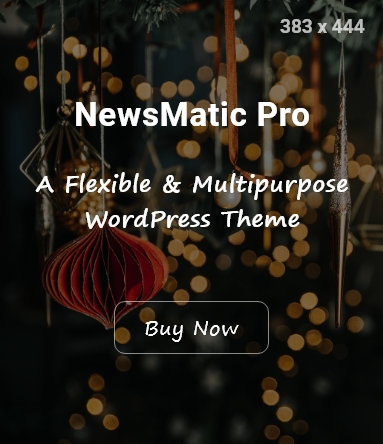 383 x 444
NewsMatic Pro
A Flexible & Multipurpose
WordPress Theme
Buy Now